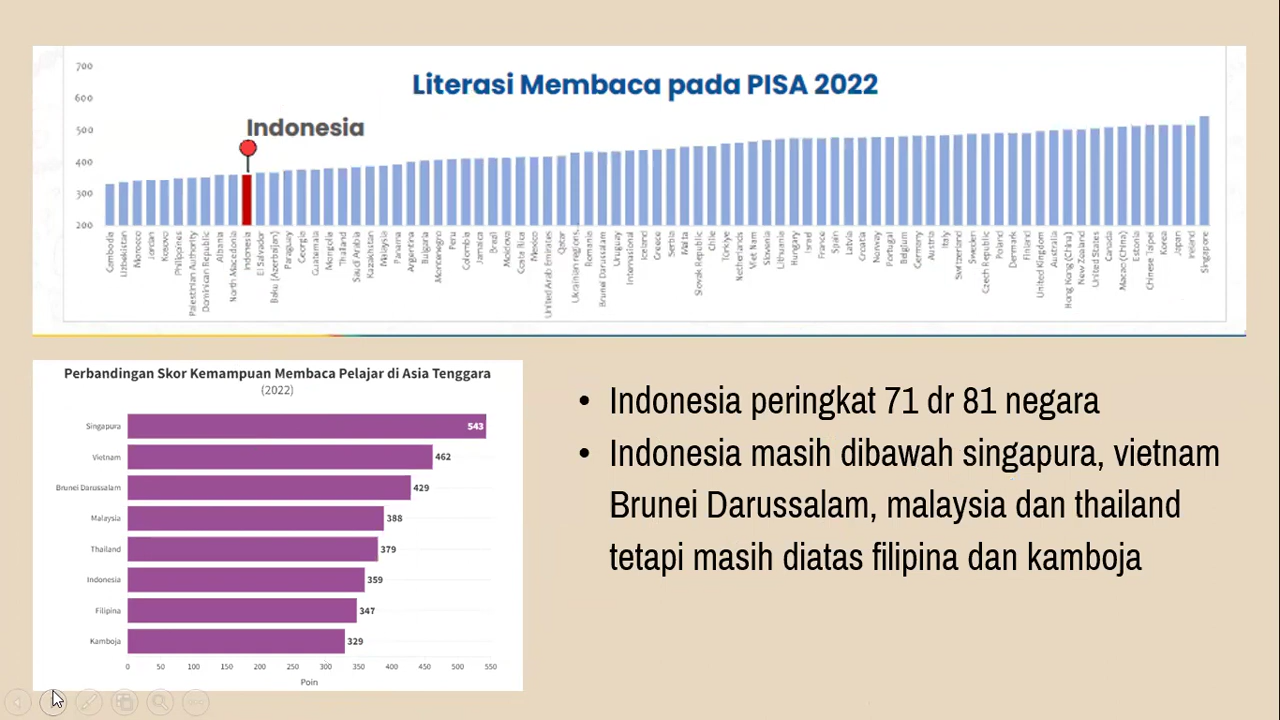 Literasi Membaca pada PISA 2022
700
600
500
400
300
200
Indonesia
Cambodia
Uzbekistan
Morocco
Jordan
Kosovo
Philippines
Palestinian Authority
Dominican Republic
Albania
North Macedonia
Indonesia
El Salvador
Baku (Azerbaijan)
Paraguay
Georgia
Guatemala
Mongolia
Thailand
Saudi Arabia
Kazakhstan
Malaysia
Panama
Argentina
Bulgaria
Montenegro
Peru
Colombia
Jamaica
Brazil
Moldova
Costa Rica
Mexico
United Arab Emirates
Qatar
Ukrainian regions
Romania
Brunei Darussalam
Uruguay
International
Iceland
Greece
Serbia
Malta
Slovak Republic
Chile
Türkiye
Netherlands
Viet Nam
Slovenia
Lithuania
Hungary
Israel
France
Spain
Latvia
Croatia
Norway
Portugal
Belgium
Germany
Austria
Italy
Switzerland
Sweden
Czech Republic
Poland
Denmark
Finland
United Kingdom
Australia
Hong Kong (China)
New Zealand
United States
Canada
Macao (China)
Estonia
Chinese Taipei
Korea
Japan
Ireland
Singapore
Perbandingan Skor Kemampuan Membaca Pelajar di Asia Tenggara
(2022)
Singapura 543
Vietnam 462
Brunei Darussalam 429
Malaysia 388
Thailand 379
Indonesia 359
Filipina 347
Kamboja 329
0 50 100 150 200 250 300 350 400 450 500 550
Poin
• Indonesia peringkat 71 dr 81 negara
• Indonesia masih dibawah singapura, vietnam
Brunei Darussalam, malaysia dan thailand
tetapi masih diatas filipina dan kamboja